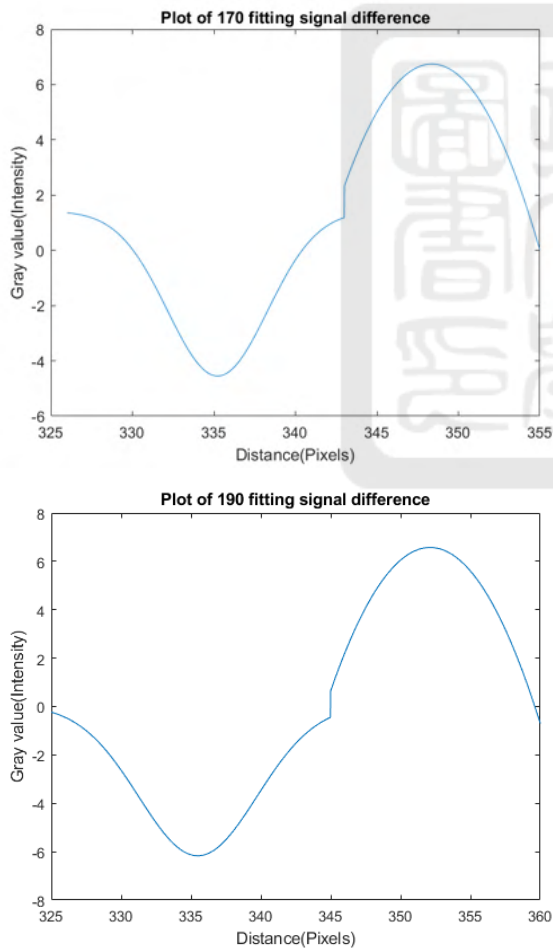 Plot of 170 fitting signal difference
8
6
4
2
0
-2
-4
-6
Gray value(Intensity)
325 330 335 340 345 350 355
Distance(Pixels)
Plot of 190 fitting signal difference
8
6
4
2
0
-2
-4
-6
-8
Gray value(Intensity)
325 330 335 340 345 350 355 360
Distance(Pixels)